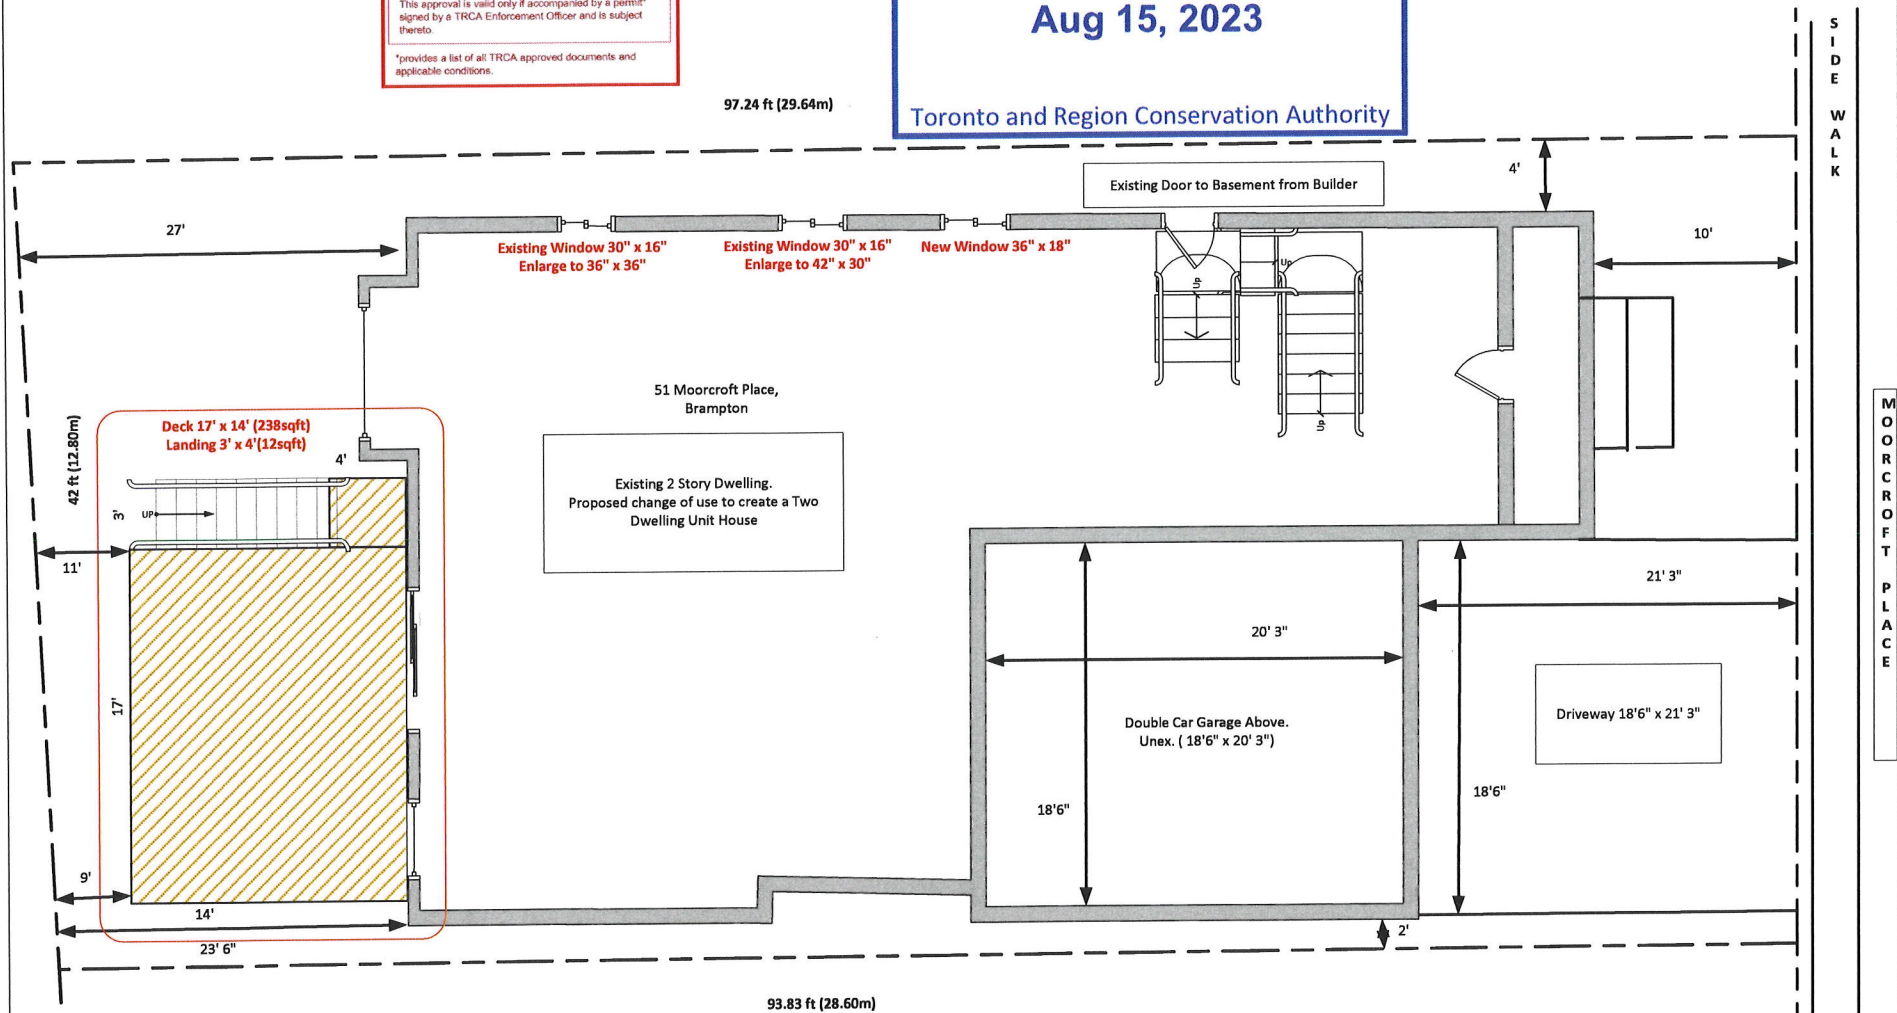 This approval is valid only if accompanied by a permit*
signed by a TRCA Enforcement Officer and is subject
thereto.
*provides a list of all TRCA approved documents and
applicable conditions.
Aug 15, 2023
Toronto and Region Conservation Authority
97.24 ft (29.64m)
SIDE WALK
4'
Existing Door to Basement from Builder
27'
10'
Existing Window 30" x 16"
Enlarge to 36" x 36"
Existing Window 30" x 16"
Enlarge to 42" x 30"
New Window 36" x 18"
Up
Up
Up
51 Moorcroft Place,
Brampton
MOORCROFT PLACE
42 ft (12.80m)
Deck 17' x 14' (238sqft)
Landing 3' x 4'(12sqft)
4'
Existing 2 Story Dwelling.
Proposed change of use to create a Two
Dwelling Unit House
3'
UP
11'
21' 3"
20' 3"
17'
Double Car Garage Above.
Unex. ( 18'6" x 20' 3")
Driveway 18'6" x 21' 3"
18'6"
18'6"
9'
14'
23' 6"
2'
93.83 ft (28.60m)